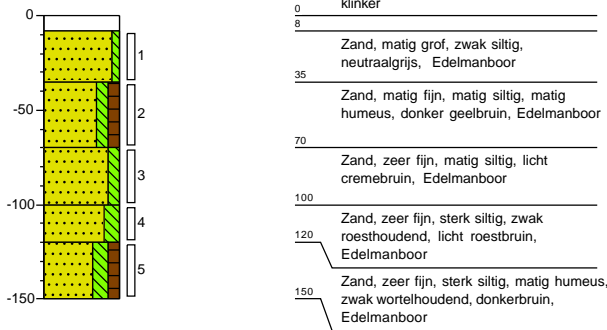 0
-50
-100
-150
1
2
3
4
5
klinker
0
8
Zand, matig grof, zwak siltig,
neutraalgrijs, Edelmanboor
35
Zand, matig fijn, matig siltig, matig
humeus, donker geelbruin, Edelmanboor
70
Zand, zeer fijn, matig siltig, licht
cremebruin, Edelmanboor
100
Zand, zeer fijn, sterk siltig, zwak
roesthoudend, licht roestbruin,
Edelmanboor
120
Zand, zeer fijn, sterk siltig, matig humeus,
zwak wortelhoudend, donkerbruin,
Edelmanboor
150